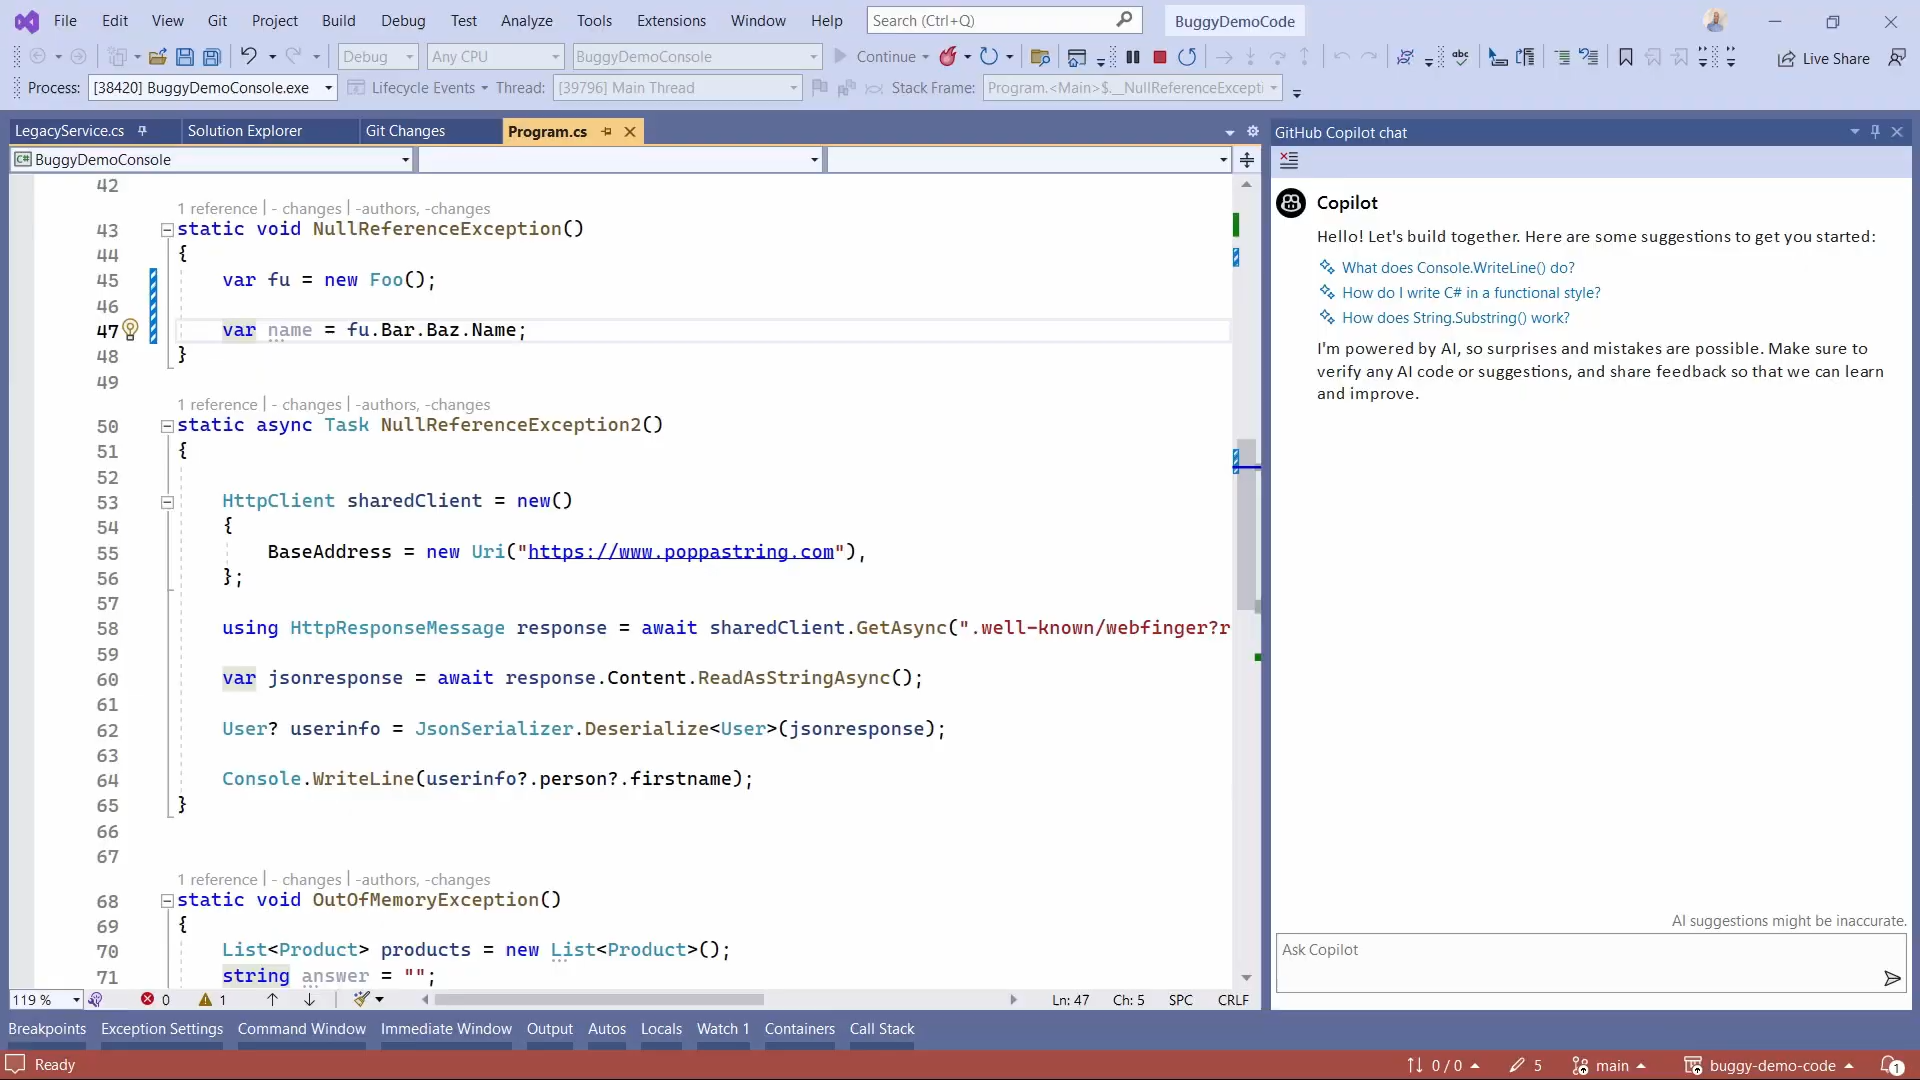 File Edit View Git Project Build Debug Test Analyze Tools Extensions Window Help Search (Ctrl+Q) BuggyDemoCode
Debug Any CPU BuggyDemoConsole Continue abc Live Share
Process: [38420] BuggyDemoConsole.exe Lifecycle Events Thread: [39796] Main Thread Stack Frame: Program.<Main>$.__NullReferenceExcepti
LegacyService.cs Solution Explorer Git Changes Program.cs
C# BuggyDemoConsole
42
1 reference | - changes | -authors, -changes
43 static void NullReferenceException()
44 {
45 var fu = new Foo();
46
47 var name = fu.Bar.Baz.Name;
48 }
49
1 reference | - changes | -authors, -changes
50 static async Task NullReferenceException2()
51 {
52
53 HttpClient sharedClient = new()
54 {
55 BaseAddress = new Uri("https://www.poppastring.com"),
56 };
57
58 using HttpResponseMessage response = await sharedClient.GetAsync(".well-known/webfinger?r
59
60 var jsonresponse = await response.Content.ReadAsStringAsync();
61
62 User? userinfo = JsonSerializer.Deserialize<User>(jsonresponse);
63
64 Console.WriteLine(userinfo?.person?.firstname);
65 }
66
67
1 reference | - changes | -authors, -changes
68 static void OutOfMemoryException()
69 {
70 List<Product> products = new List<Product>();
71 string answer = "";
119 % 0 1 Ln: 47 Ch: 5 SPC CRLF
GitHub Copilot chat
Copilot
Hello! Let's build together. Here are some suggestions to get you started:
What does Console.WriteLine() do?
How do I write C# in a functional style?
How does String.Substring() work?
I'm powered by AI, so surprises and mistakes are possible. Make sure to
verify any AI code or suggestions, and share feedback so that we can learn
and improve.
AI suggestions might be inaccurate.
Ask Copilot
Breakpoints Exception Settings Command Window Immediate Window Output Autos Locals Watch 1 Containers Call Stack
Ready 0 / 0 5 main buggy-demo-code 1